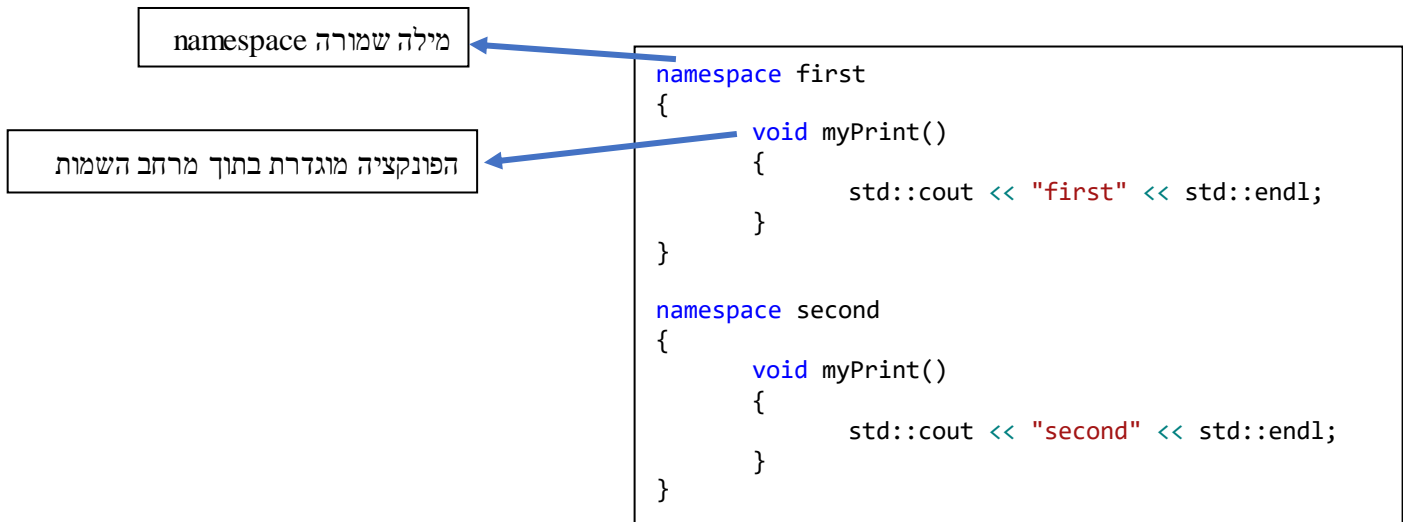 מילה שמורה namespace
הפונקציה מוגדרת בתוך מרחב השמות
namespace first
{
void myPrint()
{
std::cout << "first" << std::endl;
}
}
namespace second
{
void myPrint()
{
std::cout << "second" << std::endl;
}
}